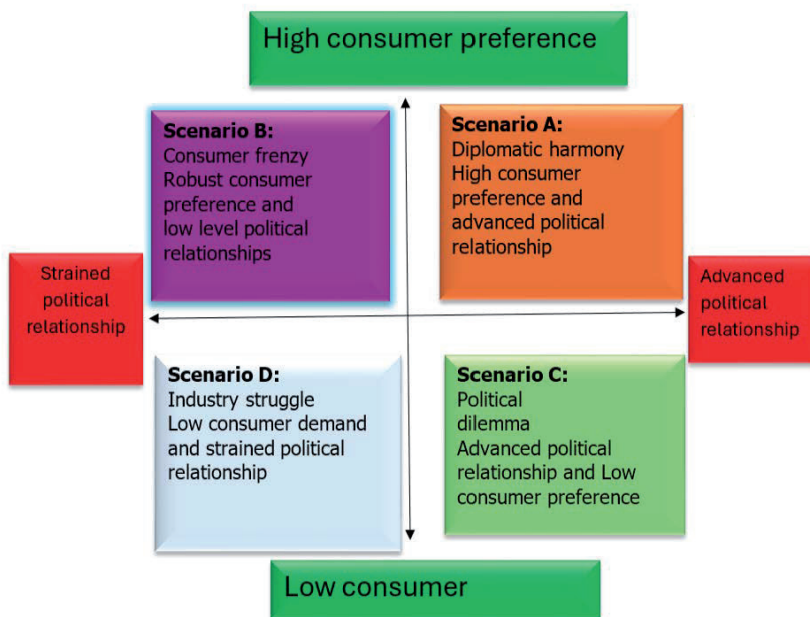 High consumer preference
Scenario B:
Consumer frenzy
Robust consumer
preference and
low level political
relationships
Scenario A:
Diplomatic harmony
High consumer
preference and
advanced political
relationship
Strained
political
relationship
Advanced
political
relationship
Scenario D:
Industry struggle
Low consumer demand
and strained political
relationship
Scenario C:
Political
dilemma
Advanced political
relationship and Low
consumer preference
Low consumer